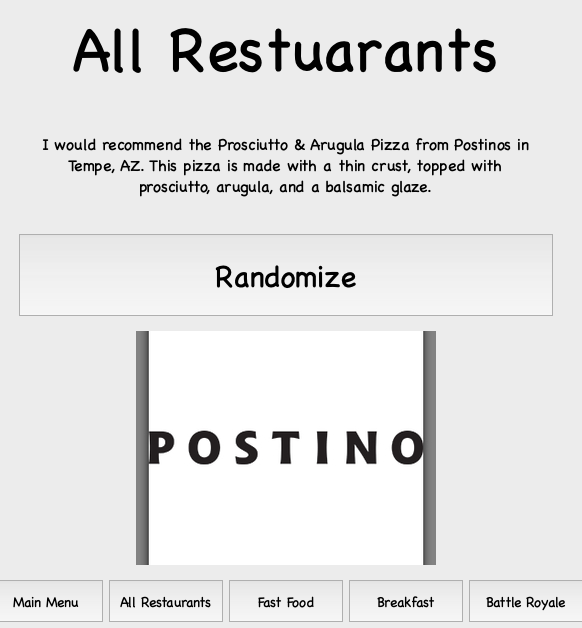 All Restuarants
I would recommend the Prosciutto & Arugula Pizza from Postinos in
Tempe, AZ. This pizza is made with a thin crust, topped with
prosciutto, arugula, and a balsamic glaze.
Randomize
POSTINO
Main Menu
All Restaurants
Fast Food
Breakfast
Battle Royale